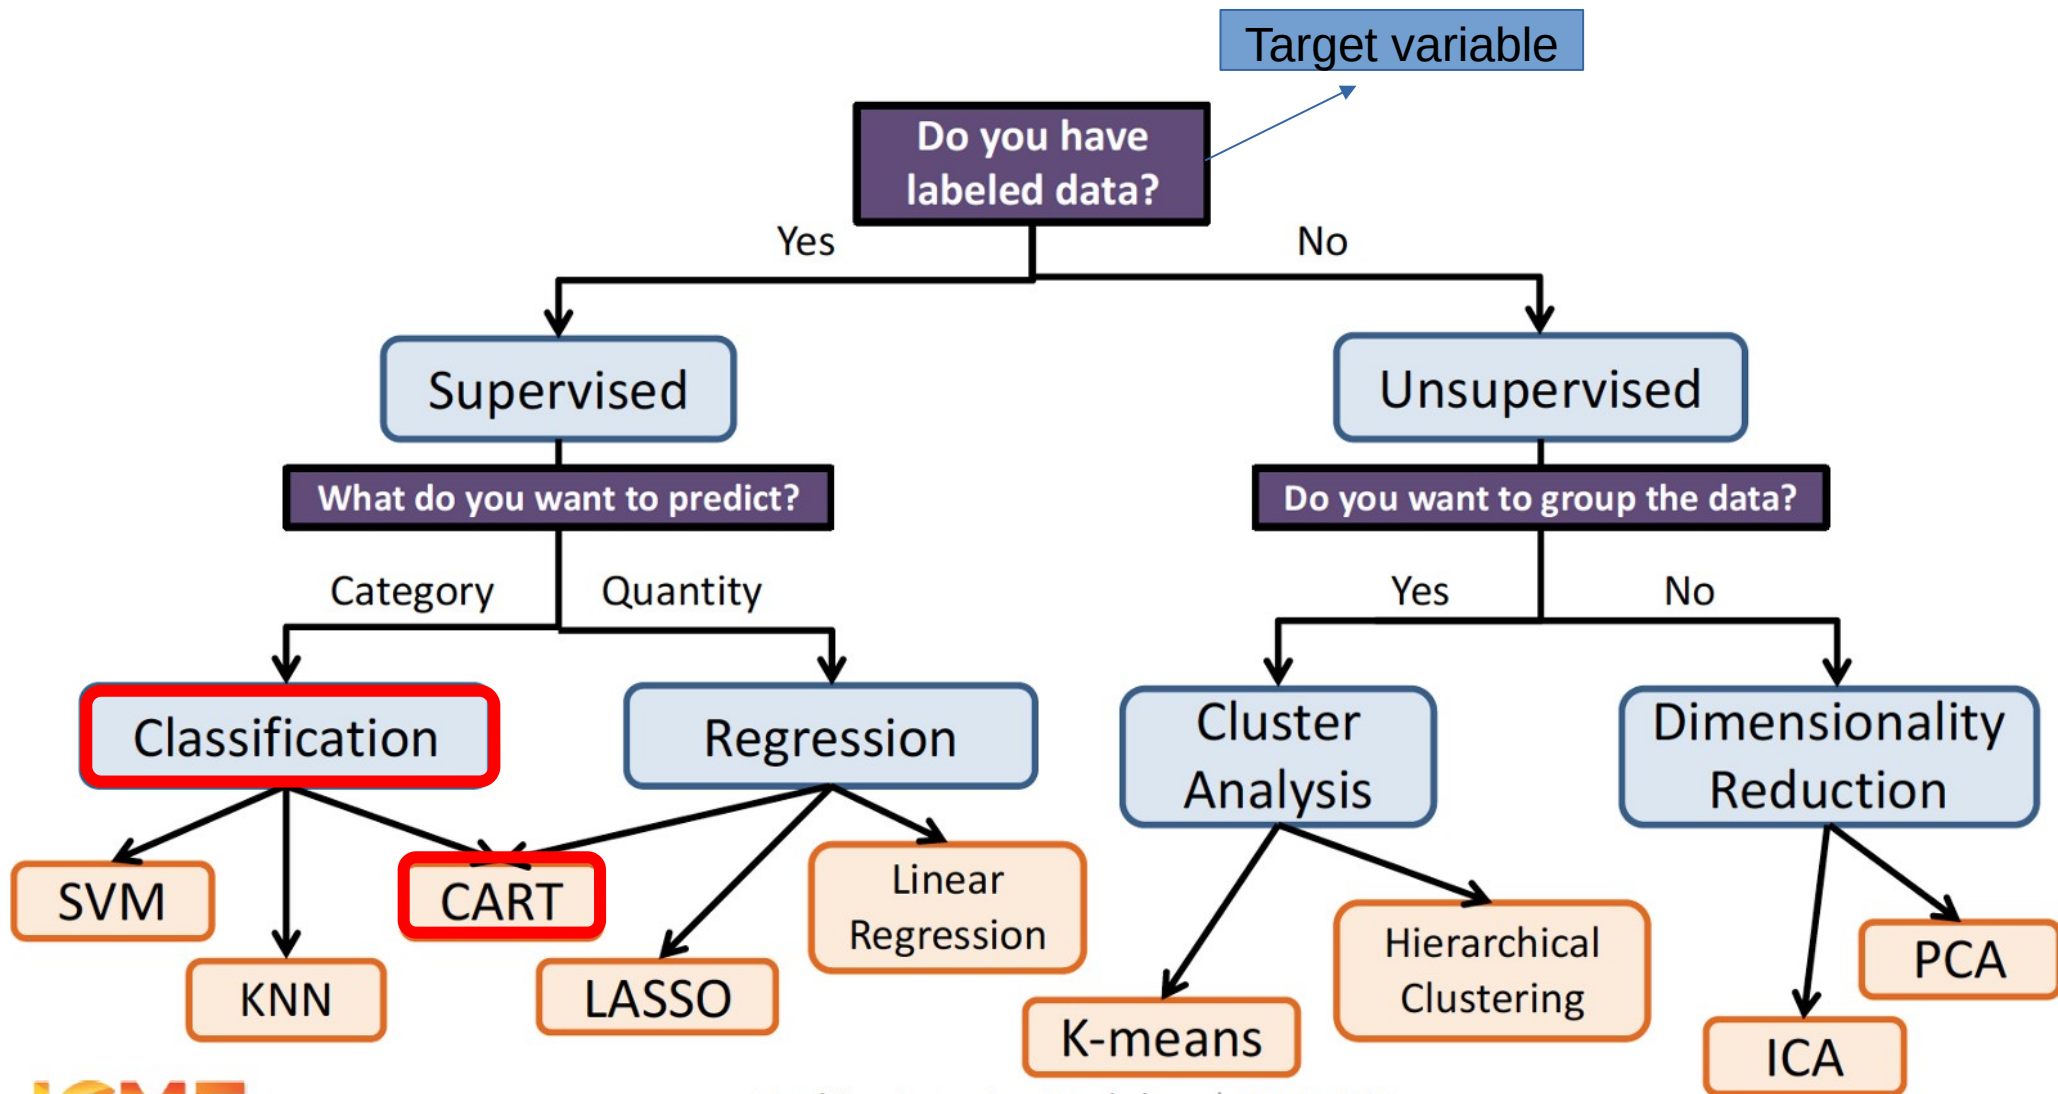 Target variable
Do you have
labeled data?
Yes
No
Supervised
Unsupervised
What do you want to predict?
Do you want to group the data?
Category
Quantity
Yes
No
Classification
Regression
Cluster
Analysis
Dimensionality
Reduction
SVM
CART
Linear
Regression
KNN
LASSO
K-means
Hierarchical
Clustering
PCA
ICA